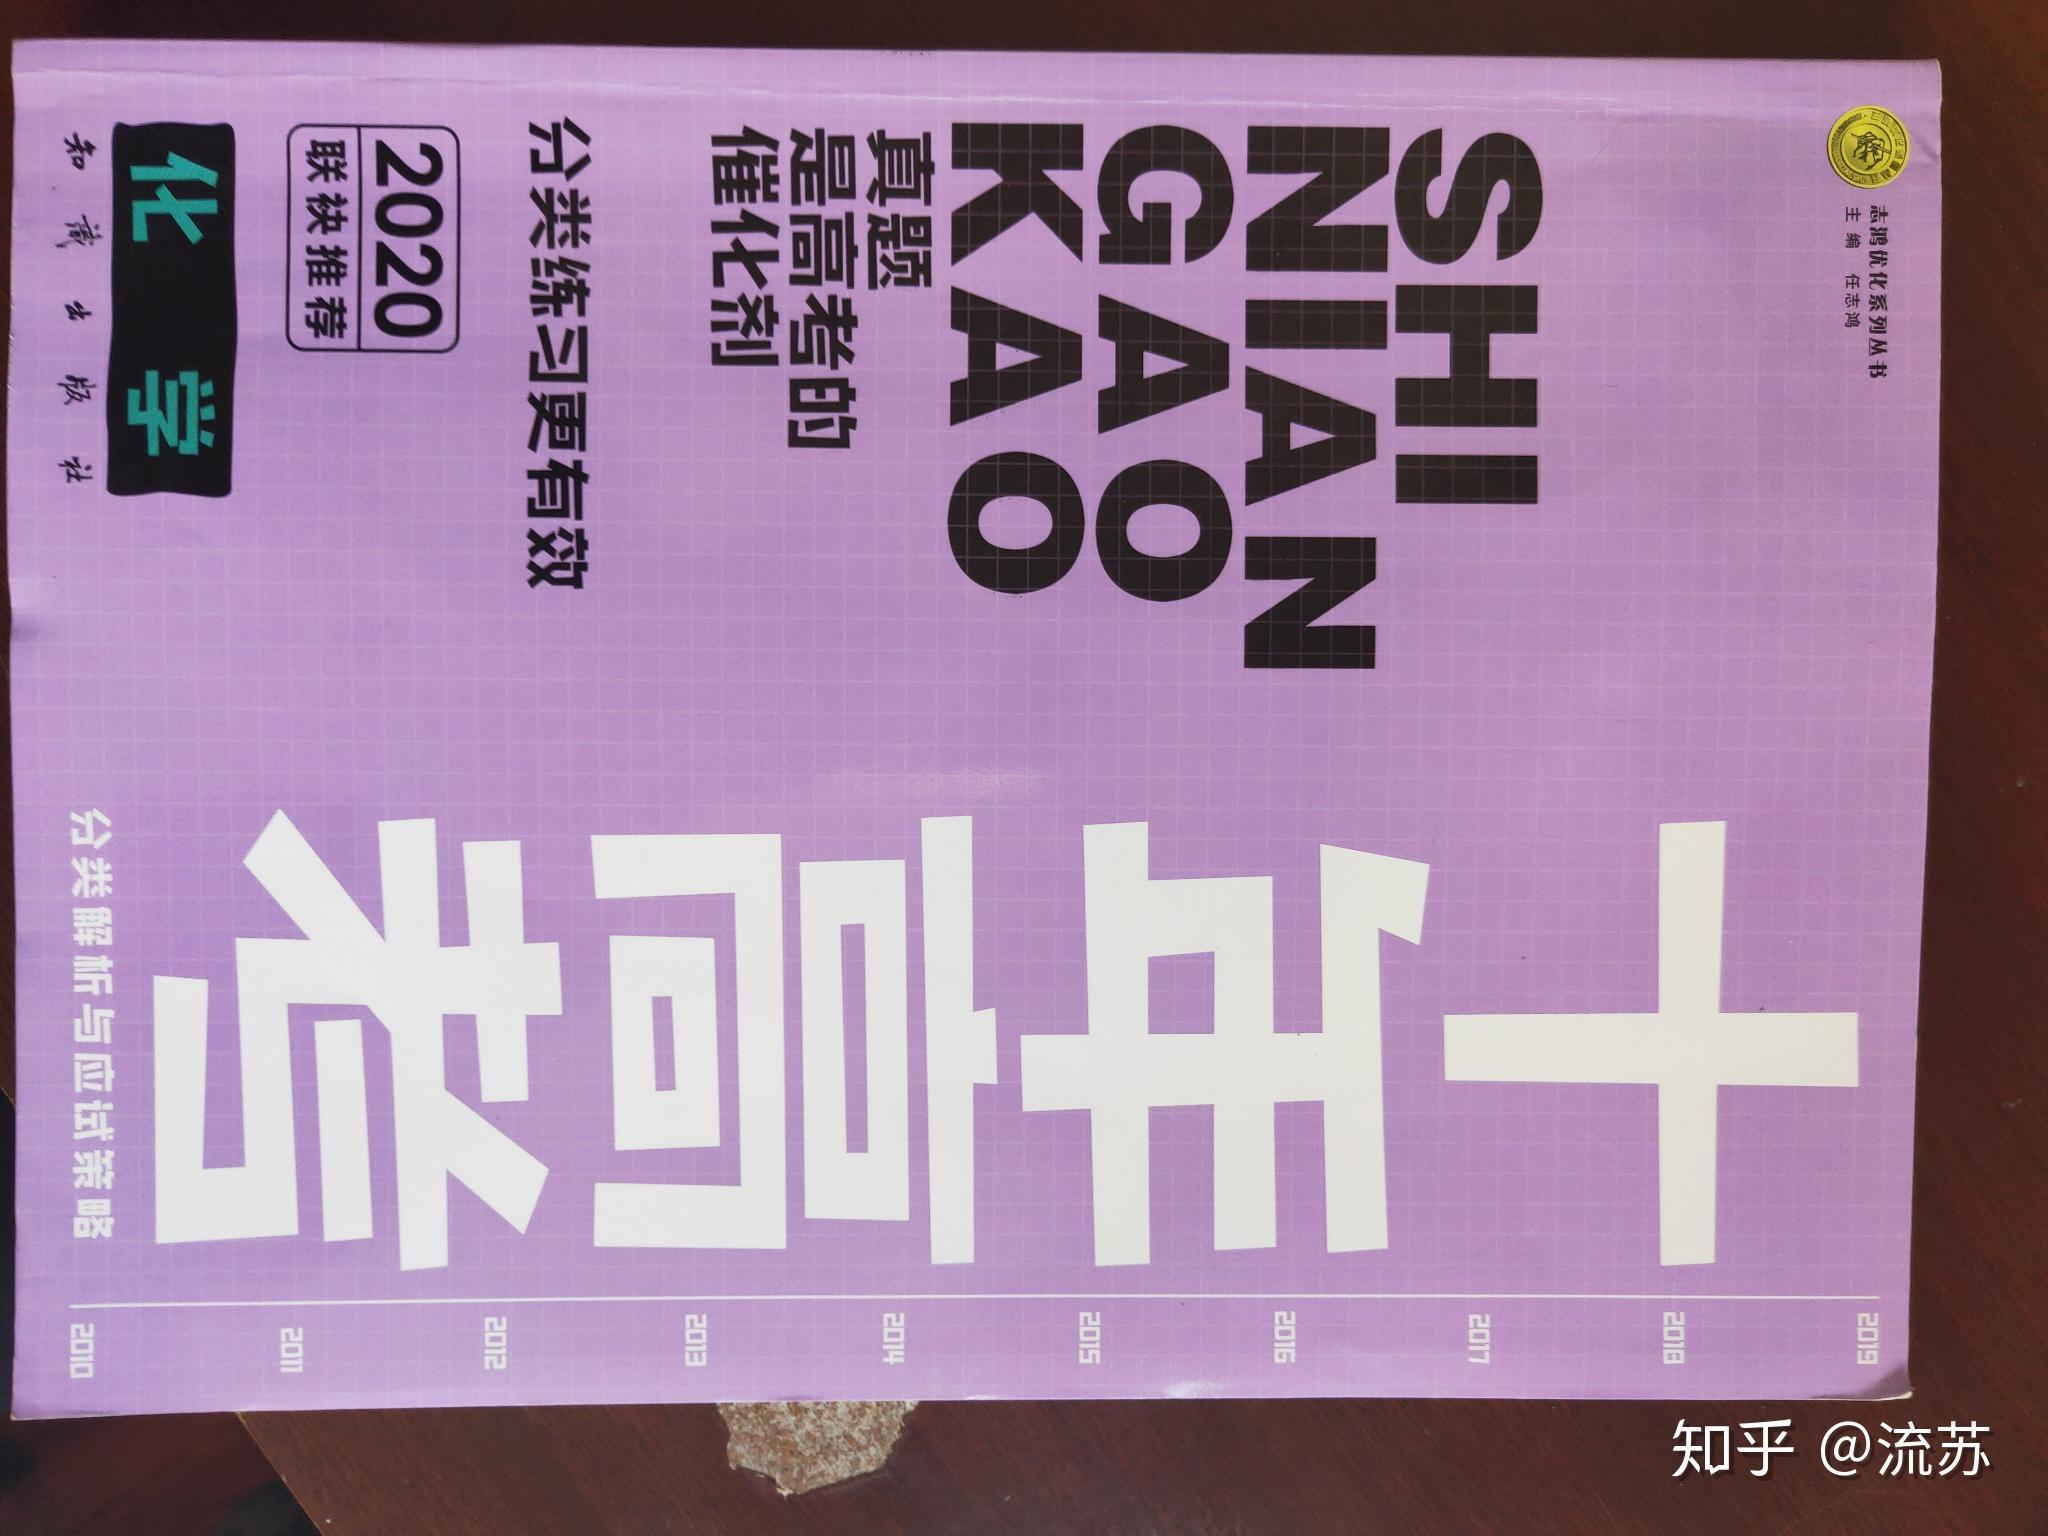 志鸿优化系列丛书
主编 任志鸿
SHI
NIAN
GAO
KAO
真题
是高考的
催化剂
分类练习更有效
2020
联袂推荐
化学
知识出版社
十年高考
分类解析与应试策略
2019
2018
2017
2016
2015
2014
2013
2012
2011
2010
知乎 @流苏